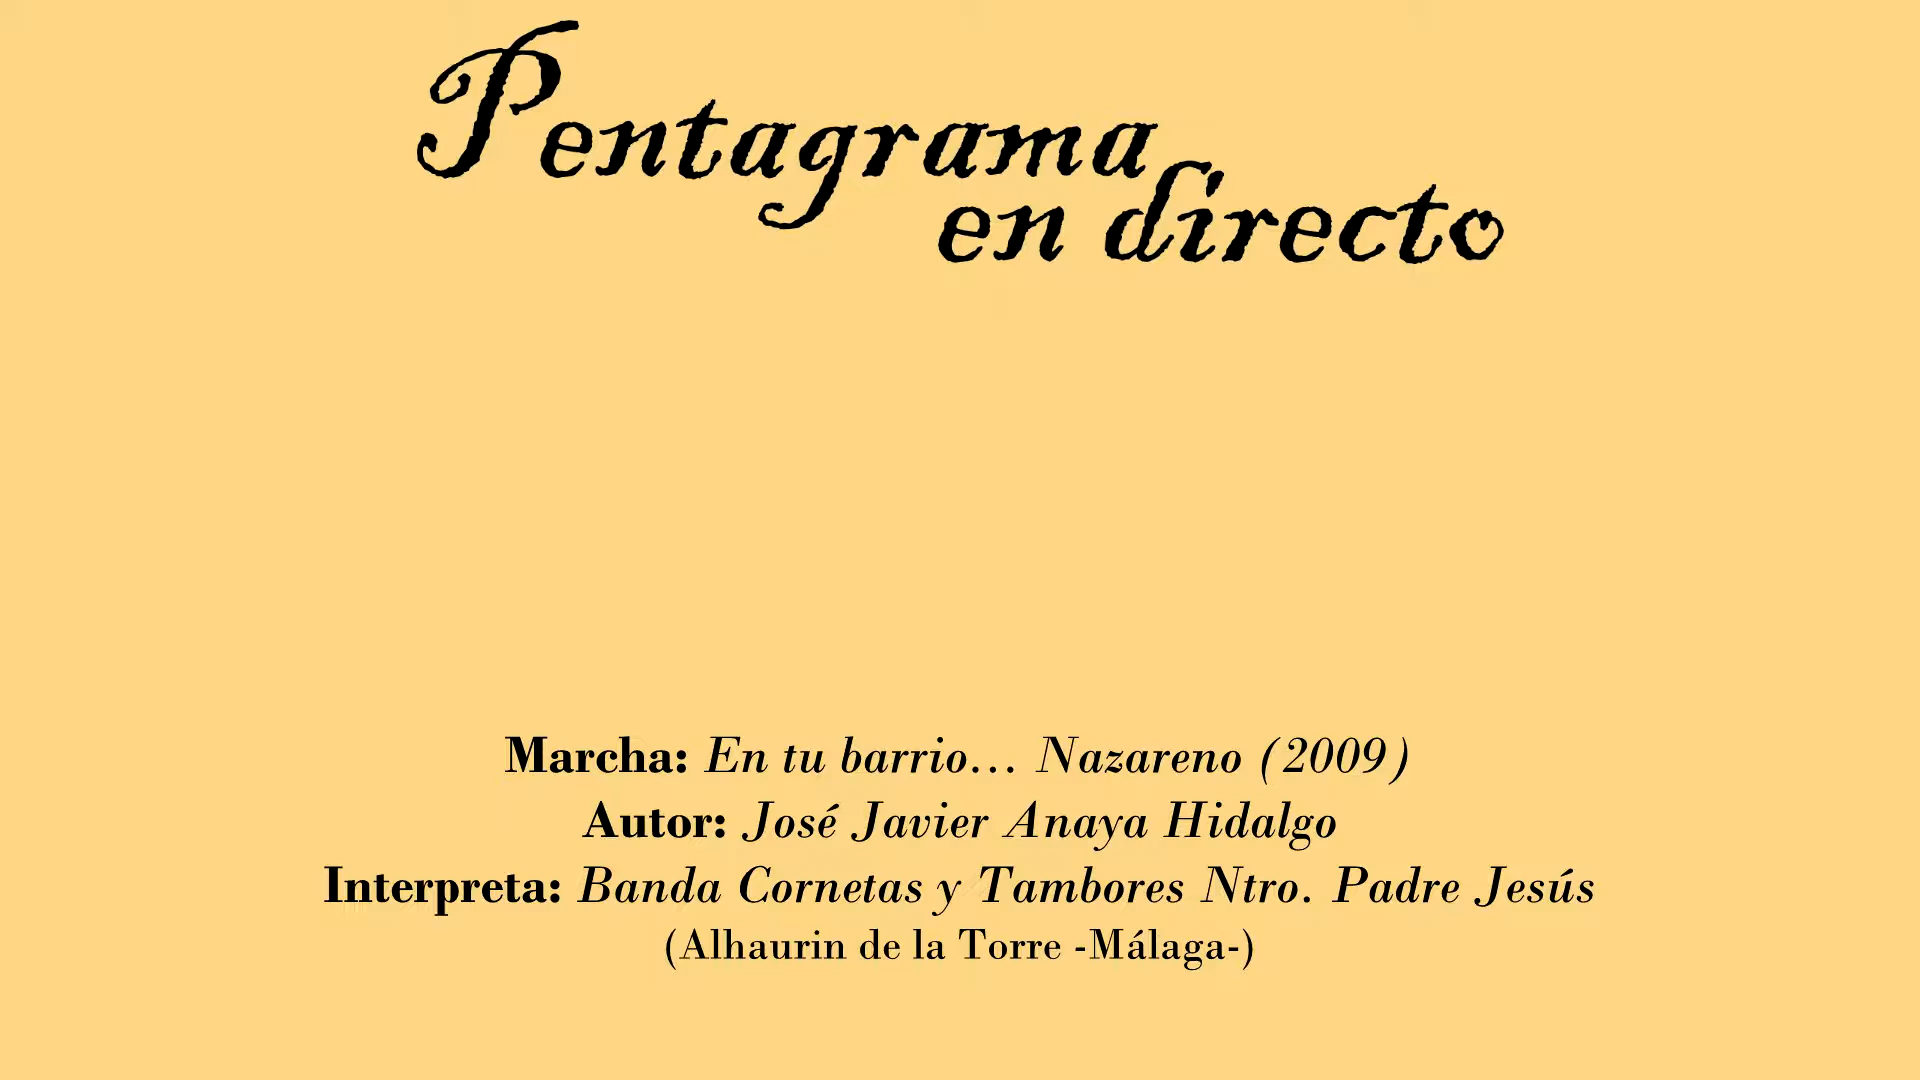 Pentagrama
en directo
Marcha: En tu barrio... Nazareno (2009)
Autor: José Javier Anaya Hidalgo
Interpreta: Banda Cornetas y Tambores Ntro. Padre Jesús
(Alhaurin de la Torre -Málaga-)